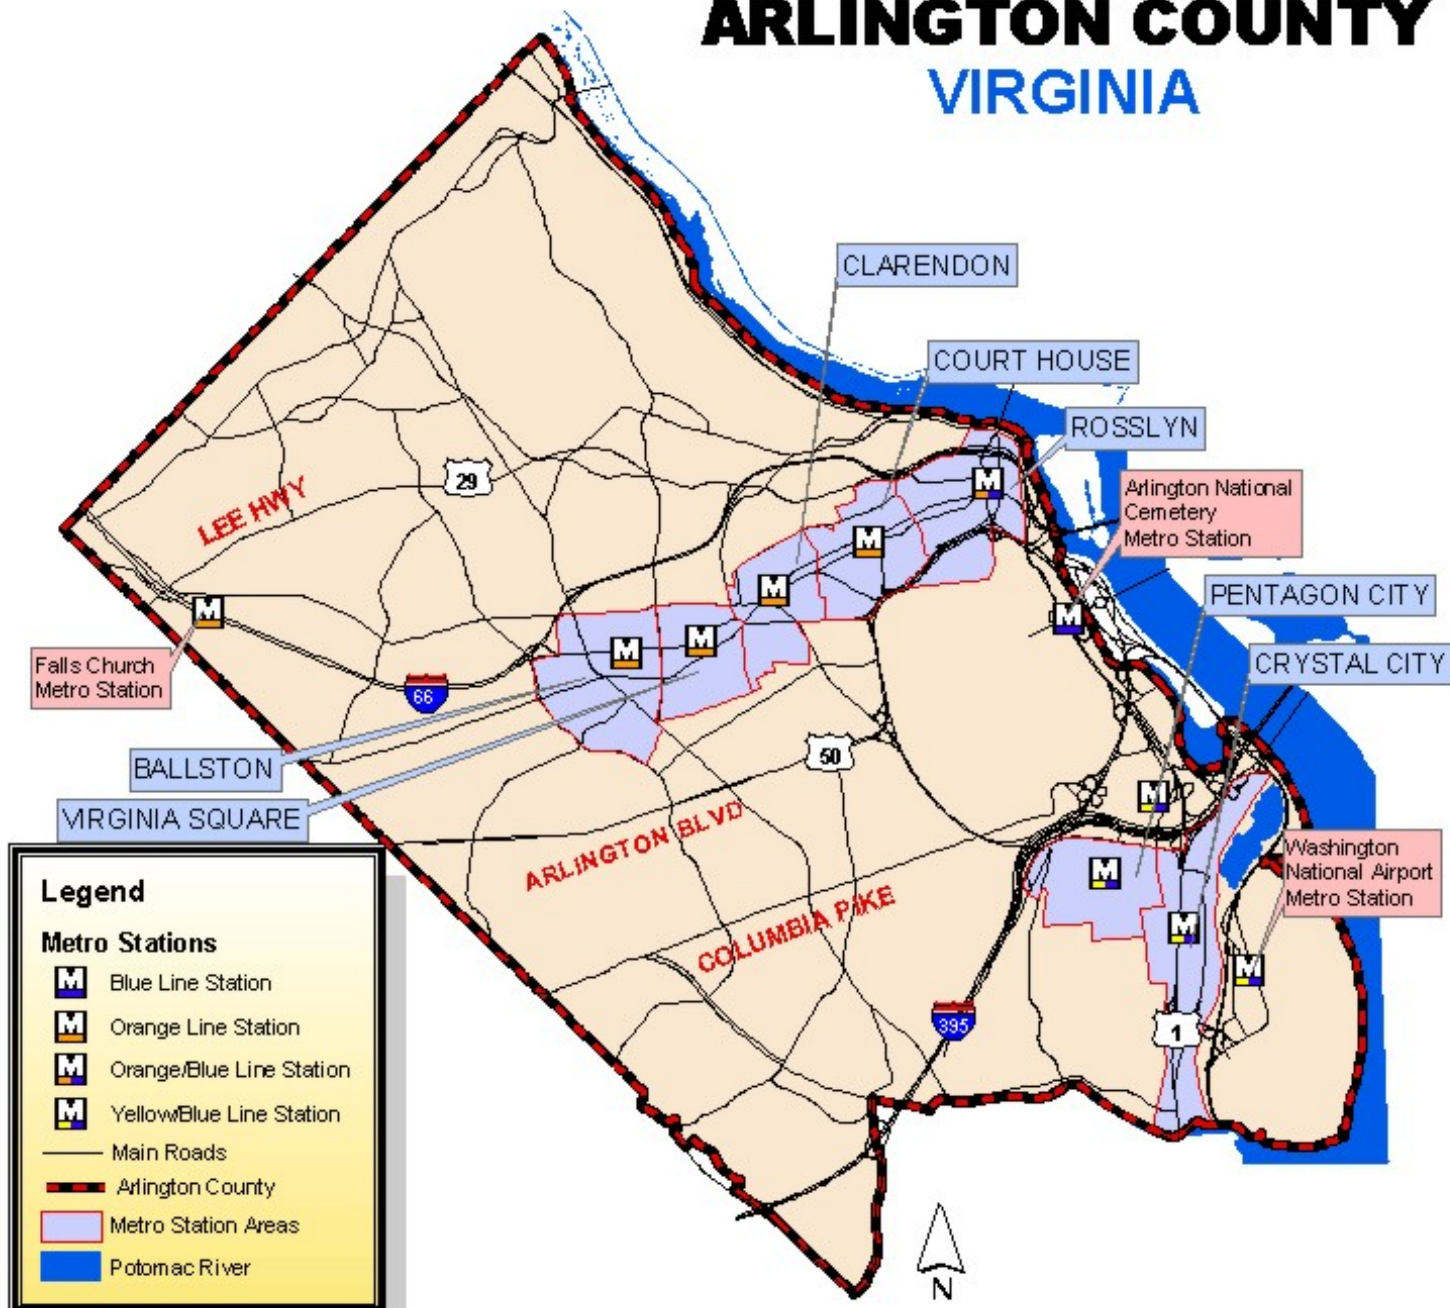 ARLINGTON COUNTY
VIRGINIA
CLARENDON
COURT HOUSE
ROSSLYN
29
LEE HWY
Arlington National
Cemetery
Metro Station
M
M
M
PENTAGON CITY
M
M
M
M
CRYSTAL CITY
Falls Church
Metro Station
66
BALLSTON
50
M
VIRGINIA SQUARE
ARLINGTON BLVD
M
Washington
National Airport
Metro Station
COLUMBIA PIKE
M
M
395
1
Legend
Metro Stations
M Blue Line Station
M Orange Line Station
M Orange/Blue Line Station
M Yellow/Blue Line Station
Main Roads
Arlington County
Metro Station Areas
Potomac River
N